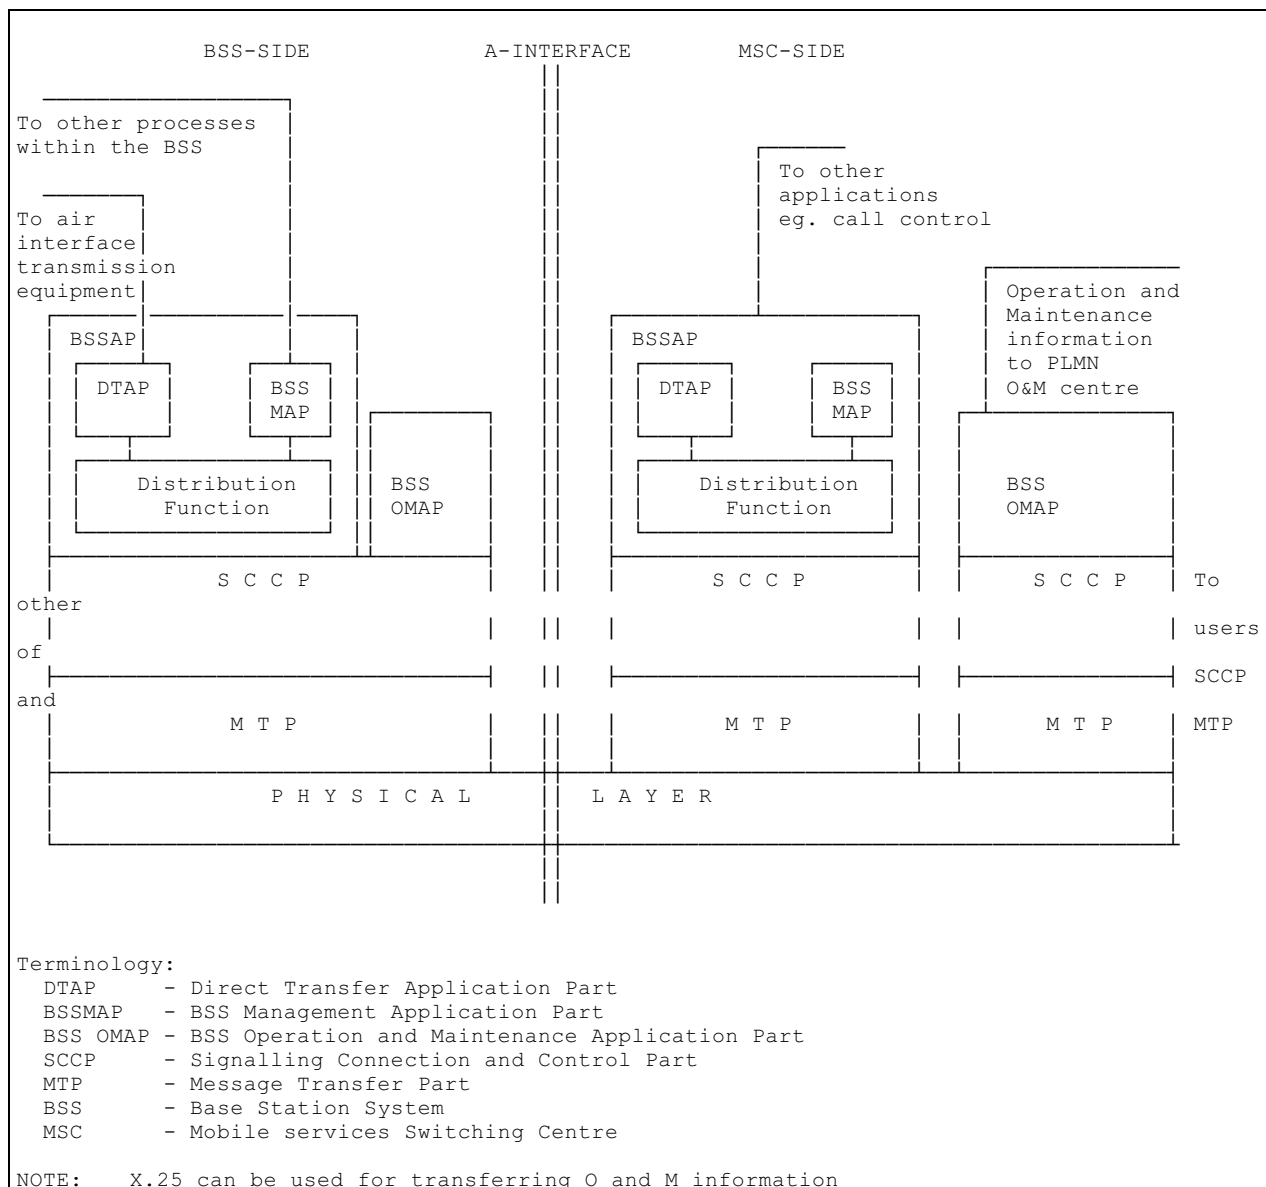 BSS-SIDE A-INTERFACE MSC-SIDE
To other processes
within the BSS
To other
applications
eg. call control
To air
interface
transmission
equipment
Operation and
Maintenance
information
to PLMN
O&M centre
BSSAP BSSAP
DTAP BSS DTAP BSS
MAP MAP
Distribution BSS Distribution BSS
Function OMAP Function OMAP
S C C P S C C P S C C P To
other
users
of
SCCP
and
M T P M T P M T P MTP
P H Y S I C A L L A Y E R
Terminology:
DTAP - Direct Transfer Application Part
BSSMAP - BSS Management Application Part
BSS OMAP - BSS Operation and Maintenance Application Part
SCCP - Signalling Connection and Control Part
MTP - Message Transfer Part
BSS - Base Station System
MSC - Mobile services Switching Centre
NOTE: X.25 can be used for transferring O and M information